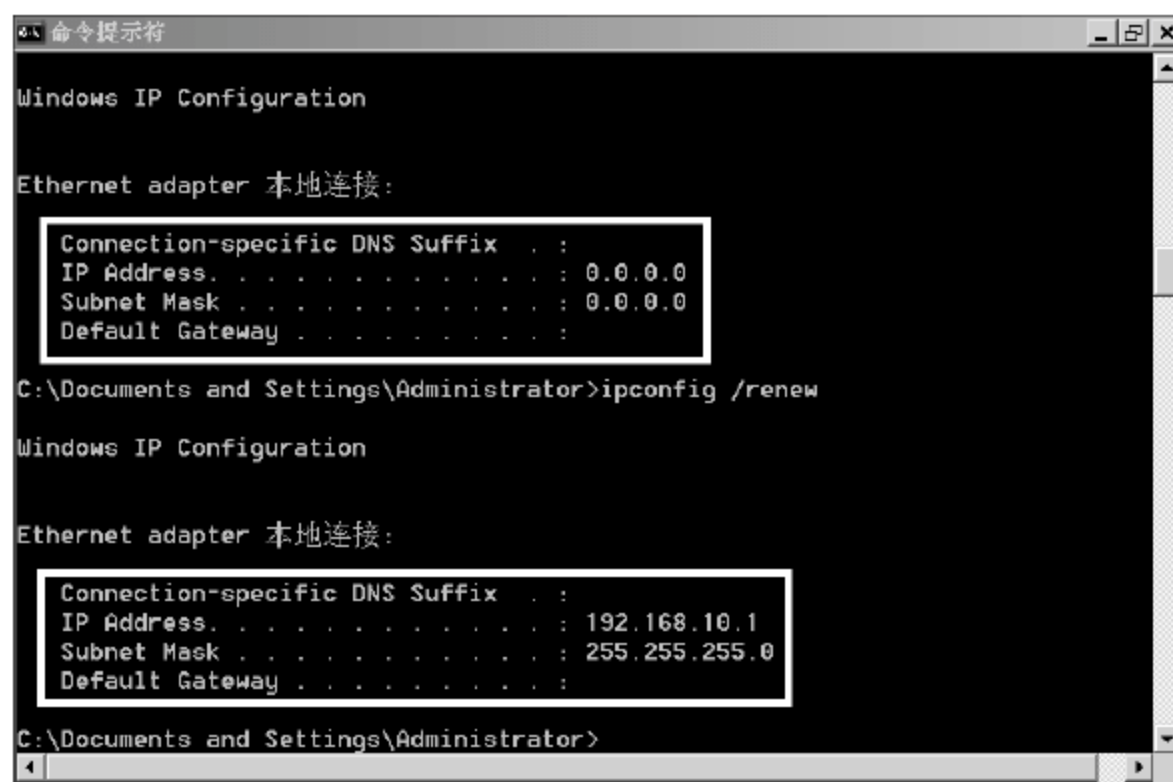 命令提示符
Windows IP Configuration
Ethernet adapter 本地连接:
Connection-specific DNS Suffix  . :
IP Address. . . . . . . . . . . . : 0.0.0.0
Subnet Mask . . . . . . . . . . . : 0.0.0.0
Default Gateway . . . . . . . . . :
C:\Documents and Settings\Administrator>ipconfig /renew
Windows IP Configuration
Ethernet adapter 本地连接:
Connection-specific DNS Suffix  . :
IP Address. . . . . . . . . . . . : 192.168.10.1
Subnet Mask . . . . . . . . . . . : 255.255.255.0
Default Gateway . . . . . . . . . :
C:\Documents and Settings\Administrator>